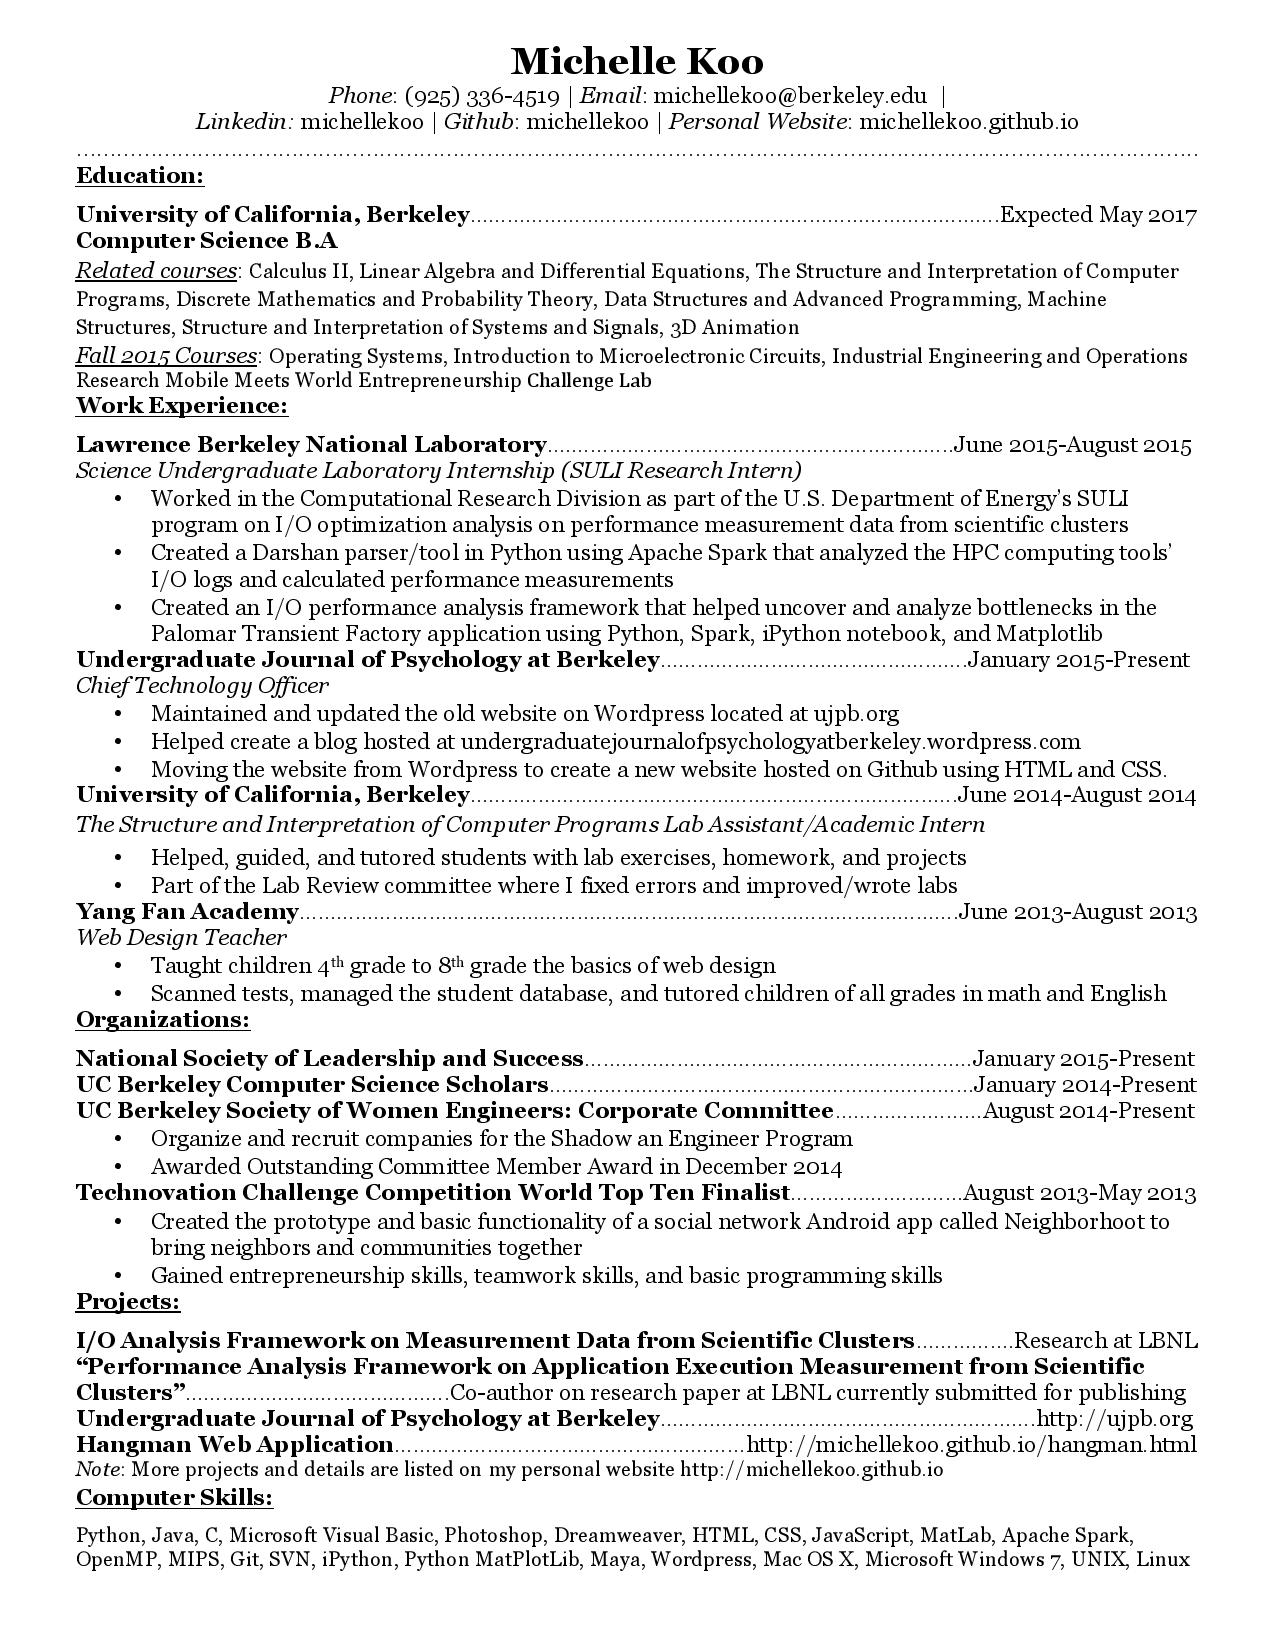 Michelle Koo
Phone: (925) 336-4519 | Email: michellekoo@berkeley.edu |
Linkedin: michellekoo | Github: michellekoo | Personal Website: michellekoo.github.io
................................................................................
Education:
University of California, Berkeley................................................Expected May 2017
Computer Science B.A
Related courses: Calculus II, Linear Algebra and Differential Equations, The Structure and Interpretation of Computer
Programs, Discrete Mathematics and Probability Theory, Data Structures and Advanced Programming, Machine
Structures, Structure and Interpretation of Systems and Signals, 3D Animation
Fall 2015 Courses: Operating Systems, Introduction to Microelectronic Circuits, Industrial Engineering and Operations
Research Mobile Meets World Entrepreneurship Challenge Lab
Work Experience:
Lawrence Berkeley National Laboratory................................................June 2015-August 2015
Science Undergraduate Laboratory Internship (SULI Research Intern)
• Worked in the Computational Research Division as part of the U.S. Department of Energy's SULI
program on I/O optimization analysis on performance measurement data from scientific clusters
• Created a Darshan parser/tool in Python using Apache Spark that analyzed the HPC computing tools'
I/O logs and calculated performance measurements
• Created an I/O performance analysis framework that helped uncover and analyze bottlenecks in the
Palomar Transient Factory application using Python, Spark, iPython notebook, and Matplotlib
Undergraduate Journal of Psychology at Berkeley................................January 2015-Present
Chief Technology Officer
• Maintained and updated the old website on Wordpress located at ujpb.org
• Helped create a blog hosted at undergraduatejournalofpsychologyatberkeley.wordpress.com
• Moving the website from Wordpress to create a new website hosted on Github using HTML and CSS.
University of California, Berkeley................................................June 2014-August 2014
The Structure and Interpretation of Computer Programs Lab Assistant/Academic Intern
• Helped, guided, and tutored students with lab exercises, homework, and projects
• Part of the Lab Review committee where I fixed errors and improved/wrote labs
Yang Fan Academy................................................................June 2013-August 2013
Web Design Teacher
• Taught children 4th grade to 8th grade the basics of web design
• Scanned tests, managed the student database, and tutored children of all grades in math and English
Organizations:
National Society of Leadership and Success................................January 2015-Present
UC Berkeley Computer Science Scholars................................January 2014-Present
UC Berkeley Society of Women Engineers: Corporate Committee........................August 2014-Present
• Organize and recruit companies for the Shadow an Engineer Program
• Awarded Outstanding Committee Member Award in December 2014
Technovation Challenge Competition World Top Ten Finalist............................August 2013-May 2013
• Created the prototype and basic functionality of a social network Android app called Neighborhoot to
bring neighbors and communities together
• Gained entrepreneurship skills, teamwork skills, and basic programming skills
Projects:
I/O Analysis Framework on Measurement Data from Scientific Clusters................Research at LBNL
“Performance Analysis Framework on Application Execution Measurement from Scientific
Clusters”...........................................Co-author on research paper at LBNL currently submitted for publishing
Undergraduate Journal of Psychology at Berkeley................................http://ujpb.org
Hangman Web Application................................http://michellekoo.github.io/hangman.html
Note: More projects and details are listed on my personal website http://michellekoo.github.io
Computer Skills:
Python, Java, C, Microsoft Visual Basic, Photoshop, Dreamweaver, HTML, CSS, JavaScript, MatLab, Apache Spark,
OpenMP, MIPS, Git, SVN, iPython, Python MatPlotLib, Maya, Wordpress, Mac OS X, Microsoft Windows 7, UNIX, Linux